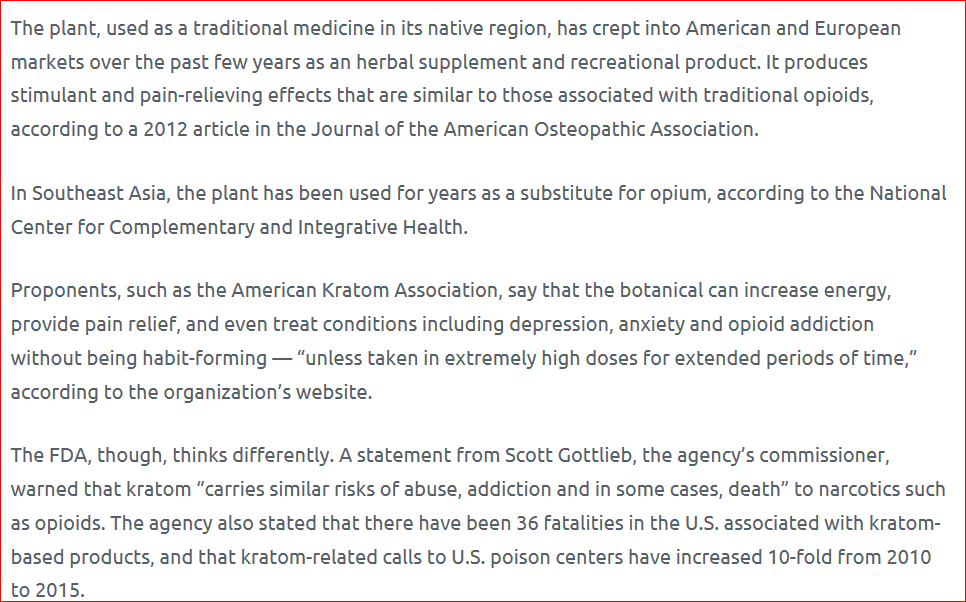 The plant, used as a traditional medicine in its native region, has crept into American and European
markets over the past few years as an herbal supplement and recreational product. It produces
stimulant and pain-relieving effects that are similar to those associated with traditional opioids,
according to a 2012 article in the Journal of the American Osteopathic Association.
In Southeast Asia, the plant has been used for years as a substitute for opium, according to the National
Center for Complementary and Integrative Health.
Proponents, such as the American Kratom Association, say that the botanical can increase energy,
provide pain relief, and even treat conditions including depression, anxiety and opioid addiction
without being habit-forming — “unless taken in extremely high doses for extended periods of time,”
according to the organization’s website.
The FDA, though, thinks differently. A statement from Scott Gottlieb, the agency’s commissioner,
warned that kratom “carries similar risks of abuse, addiction and in some cases, death” to narcotics such
as opioids. The agency also stated that there have been 36 fatalities in the U.S. associated with kratom-
based products, and that kratom-related calls to U.S. poison centers have increased 10-fold from 2010
to 2015.